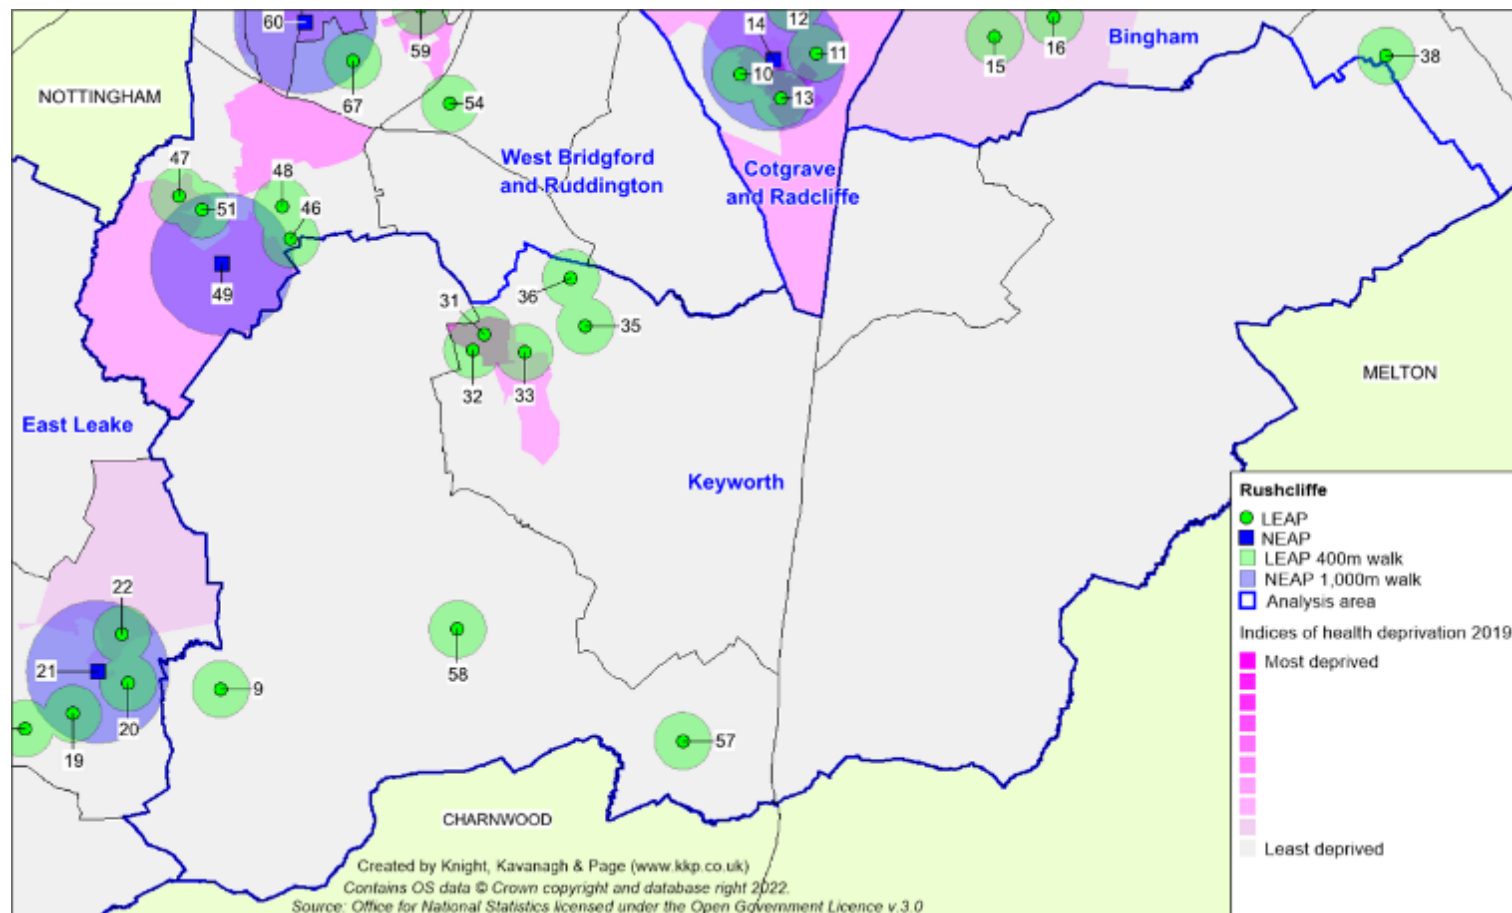 60
59
14
12
11
10
13
Bingham
15
16
38
NOTTINGHAM
67
54
47
48
51
46
West Bridgford
and Ruddington
Cotgrave
and Radcliffe
49
36
31
35
32
33
MELTON
East Leake
Keyworth
22
21
20
19
9
58
57
CHARNWOOD
Rushcliffe
LEAP
NEAP
LEAP 400m walk
NEAP 1,000m walk
Analysis area
Indices of health deprivation 2019
Most deprived
Least deprived
Created by Knight, Kavanagh & Page (www.kkp.co.uk)
Contains OS data © Crown copyright and database right 2022.
Source: Office for National Statistics licensed under the Open Government Licence v.3.0